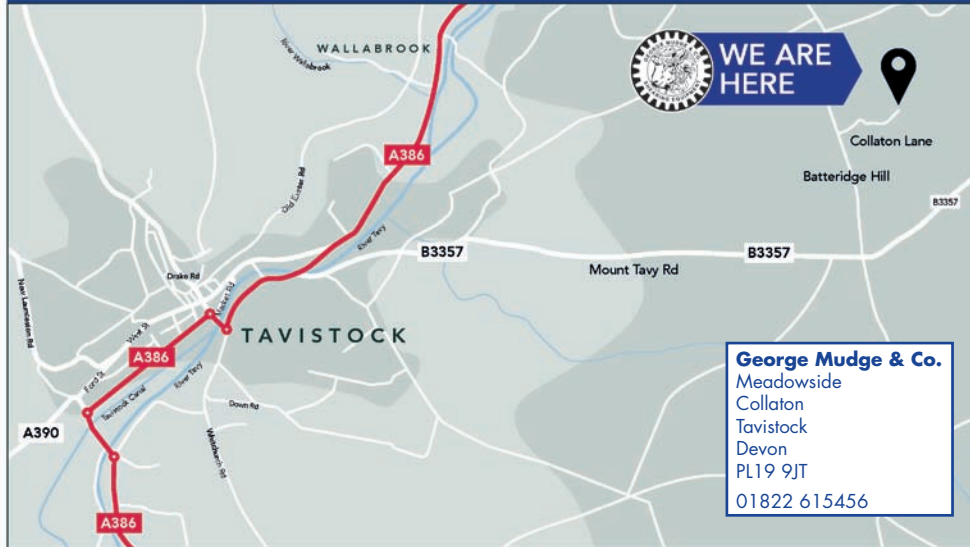 WALLABROOK
River Wallabrook
WE ARE
HERE
Collaton Lane
A386
Batteridge Hill
Old Exeter Rd
B3357
River Tavy
B3357
B3357
Mount Tavy Rd
Drake Rd
Market Rd
New Launceston Rd
West St
TAVISTOCK
A386
Ford St
River Tavy
Tavistock Canal
Down Rd
A390
Whitchurch Rd
A386
George Mudge & Co.
Meadowside
Collaton
Tavistock
Devon
PL19 9JT
01822 615456